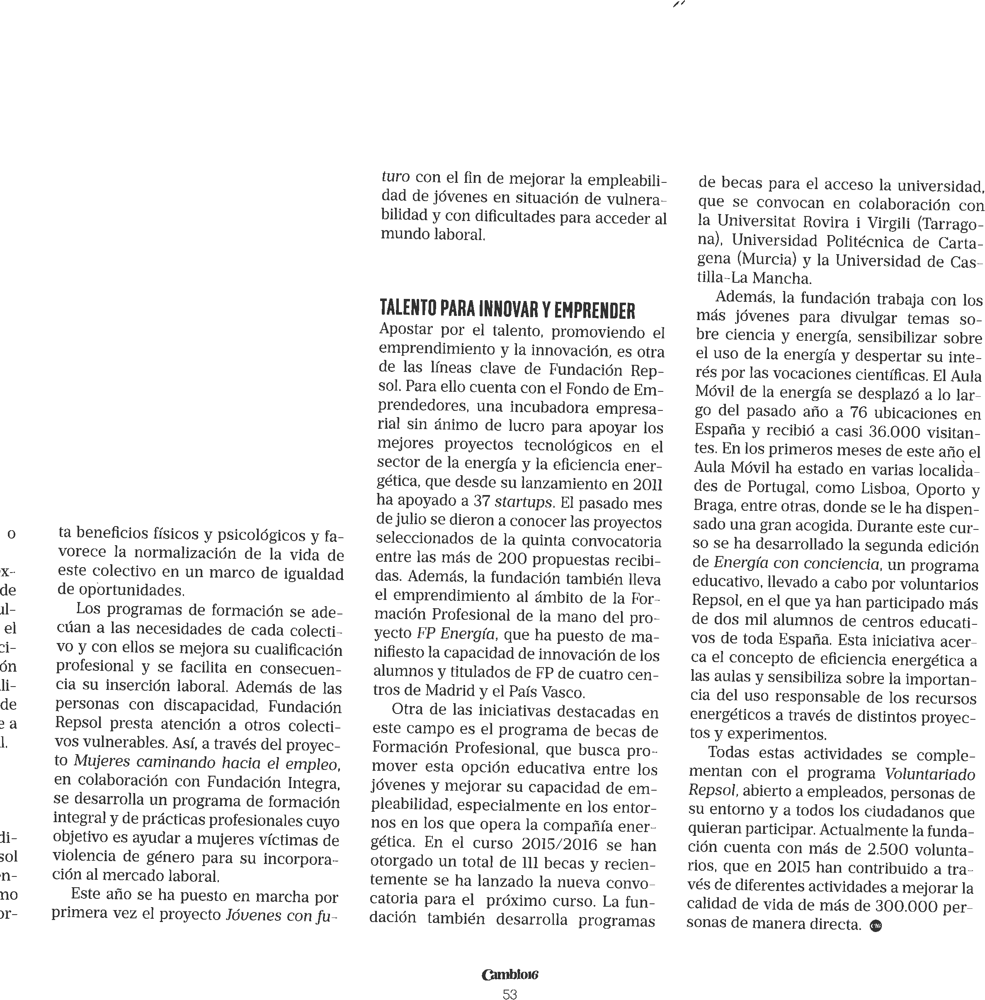 o
x-
de
ul-
el
ci-
ón
li-
de
e a
l.
di-
sol
en-
mo
or-
ta beneficios físicos y psicológicos y fa-
vorece la normalización de la vida de
este colectivo en un marco de igualdad
de oportunidades.
Los programas de formación se ade-
cúan a las necesidades de cada colecti-
vo y con ellos se mejora su cualificación
profesional y se facilita en consecuen-
cia su inserción laboral. Además de las
personas con discapacidad, Fundación
Repsol presta atención a otros colecti-
vos vulnerables. Así, a través del proyec-
to Mujeres caminando hacia el empleo,
en colaboración con Fundación Integra,
se desarrolla un programa de formación
integral y de prácticas profesionales cuyo
objetivo es ayudar a mujeres víctimas de
violencia de género para su incorpora-
ción al mercado laboral.
Este año se ha puesto en marcha por
primera vez el proyecto Jóvenes con fu-
turo con el fin de mejorar la empleabili-
dad de jóvenes en situación de vulnera-
bilidad y con dificultades para acceder al
mundo laboral.
TALENTO PARA INNOVAR Y EMPRENDER
Apostar por el talento, promoviendo el
emprendimiento y la innovación, es otra
de las líneas clave de Fundación Rep-
sol. Para ello cuenta con el Fondo de Em-
prendedores, una incubadora empresa-
rial sin ánimo de lucro para apoyar los
mejores proyectos tecnológicos en el
sector de la energía y la eficiencia ener-
gética, que desde su lanzamiento en 2011
ha apoyado a 37 startups. El pasado mes
de julio se dieron a conocer las proyectos
seleccionados de la quinta convocatoria
entre las más de 200 propuestas recibi-
das. Además, la fundación también lleva
el emprendimiento al ámbito de la For-
mación Profesional de la mano del pro-
yecto FP Energía, que ha puesto de ma-
nifiesto la capacidad de innovación de los
alumnos y titulados de FP de cuatro cen-
tros de Madrid y el País Vasco.
Otra de las iniciativas destacadas en
este campo es el programa de becas de
Formación Profesional, que busca pro-
mover esta opción educativa entre los
jóvenes y mejorar su capacidad de em-
pleabilidad, especialmente en los entor-
nos en los que opera la compañía ener-
gética. En el curso 2015/2016 se han
otorgado un total de 111 becas y recien-
temente se ha lanzado la nueva convo-
catoria para el próximo curso. La fun-
dación también desarrolla programas
de becas para el acceso la universidad,
que se convocan en colaboración con
la Universitat Rovira i Virgili (Tarrago-
na), Universidad Politécnica de Carta-
gena (Murcia) y la Universidad de Cas-
tilla-La Mancha.
Además, la fundación trabaja con los
más jóvenes para divulgar temas so-
bre ciencia y energía, sensibilizar sobre
el uso de la energía y despertar su inte-
rés por las vocaciones científicas. El Aula
Móvil de la energía se desplazó a lo lar-
go del pasado año a 76 ubicaciones en
España y recibió a casi 36.000 visitan-
tes. En los primeros meses de este año el
Aula Móvil ha estado en varias localida-
des de Portugal, como Lisboa, Oporto y
Braga, entre otras, donde se le ha dispen-
sado una gran acogida. Durante este cur-
so se ha desarrollado la segunda edición
de Energía con conciencia, un programa
educativo, llevado a cabo por voluntarios
Repsol, en el que ya han participado más
de dos mil alumnos de centros educati-
vos de toda España. Esta iniciativa acer-
ca el concepto de eficiencia energética a
las aulas y sensibiliza sobre la importan-
cia del uso responsable de los recursos
energéticos a través de distintos proyec-
tos y experimentos.
Todas estas actividades se comple-
mentan con el programa Voluntariado
Repsol, abierto a empleados, personas de
su entorno y a todos los ciudadanos que
quieran participar. Actualmente la funda-
ción cuenta con más de 2.500 volunta-
rios, que en 2015 han contribuido a tra-
vés de diferentes actividades a mejorar la
calidad de vida de más de 300.000 per-
sonas de manera directa. C16
Cambio16
53